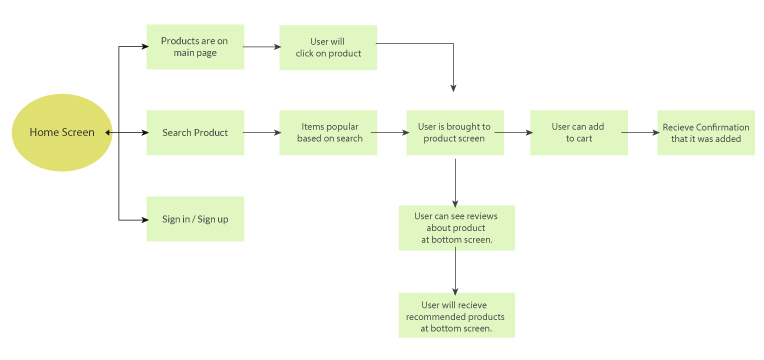 Products are on
main page
User will
click on product
Home Screen
Search Product
Items popular
based on search
User is brought to
product screen
User can add
to cart
Recieve Confirmation
that it was added
Sign in / Sign up
User can see reviews
about product
at bottom screen.
User will recieve
recommended products
at bottom screen.